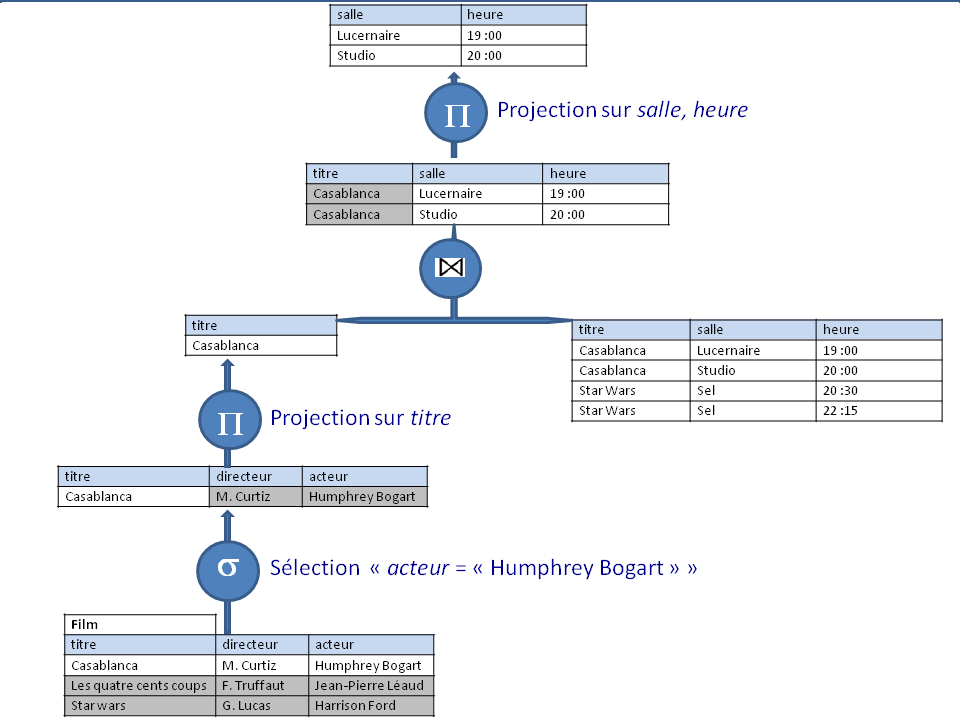 salle heure
Lucernaire 19 :00
Studio 20 :00
Π Projection sur salle, heure
titre salle heure
Casablanca Lucernaire 19 :00
Casablanca Studio 20 :00
⋈
titre
Casablanca
titre salle heure
Casablanca Lucernaire 19 :00
Casablanca Studio 20 :00
Star Wars Sel 20 :30
Star Wars Sel 22 :15
Π Projection sur titre
titre directeur acteur
Casablanca M. Curtiz Humphrey Bogart
σ Sélection « acteur = « Humphrey Bogart » »
Film
titre directeur acteur
Casablanca M. Curtiz Humphrey Bogart
Les quatre cents coups F. Truffaut Jean-Pierre Léaud
Star wars G. Lucas Harrison Ford